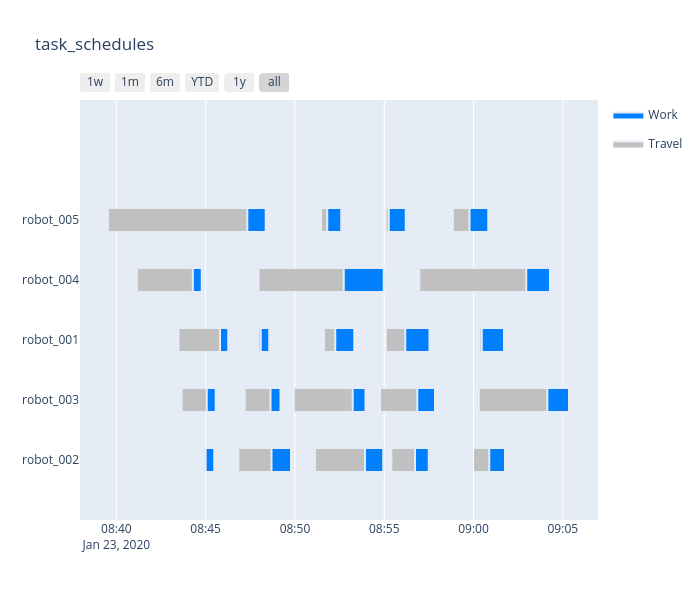 task_schedules
1w 1m 6m YTD 1y all
Work
Travel
robot_005
robot_004
robot_001
robot_003
robot_002
08:40 08:45 08:50 08:55 09:00 09:05
Jan 23, 2020